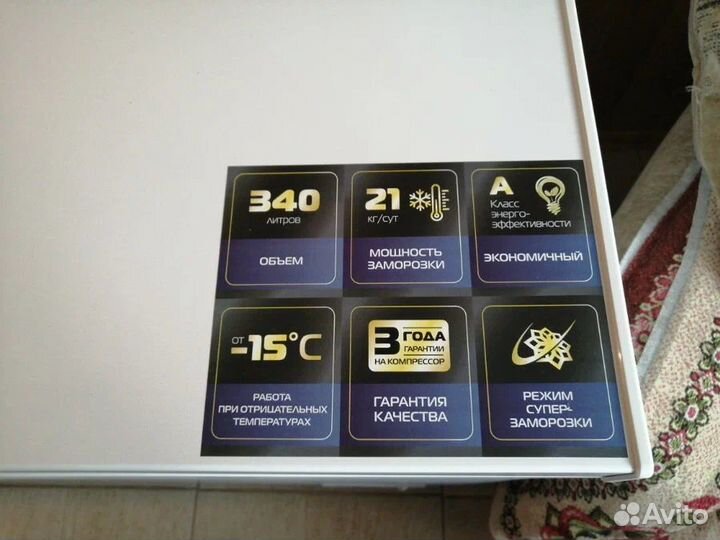 340
литров
ОБЪЕМ
21
кг/сут
МОЩНОСТЬ
ЗАМОРОЗКИ
A
Класс
энерго-
эффективности
ЭКОНОМИЧНЫЙ
от -15°C
РАБОТА
ПРИ ОТРИЦАТЕЛЬНЫХ
ТЕМПЕРАТУРАХ
3 ГОДА
ГАРАНТИИ
НА КОМПРЕССОР
ГАРАНТИЯ
КАЧЕСТВА
РЕЖИМ
СУПЕР-
ЗАМОРОЗКИ
Avito